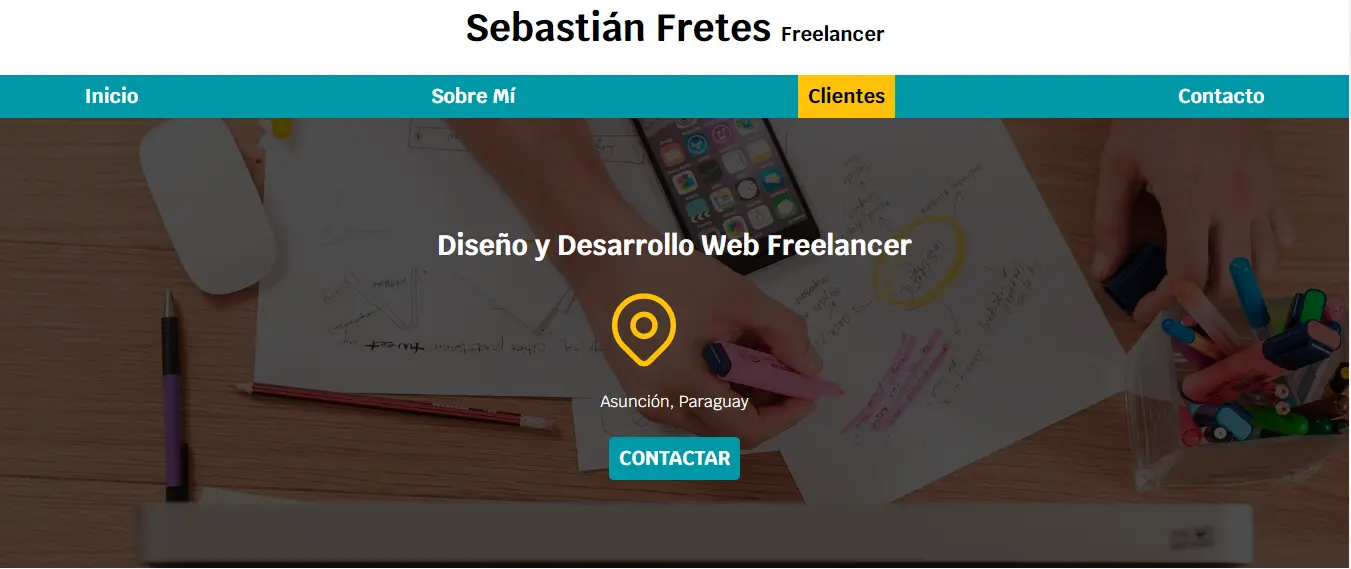 Sebastián Fretes Freelancer
Inicio Sobre Mí Clientes Contacto
Diseño y Desarrollo Web Freelancer
Asunción, Paraguay
CONTACTAR